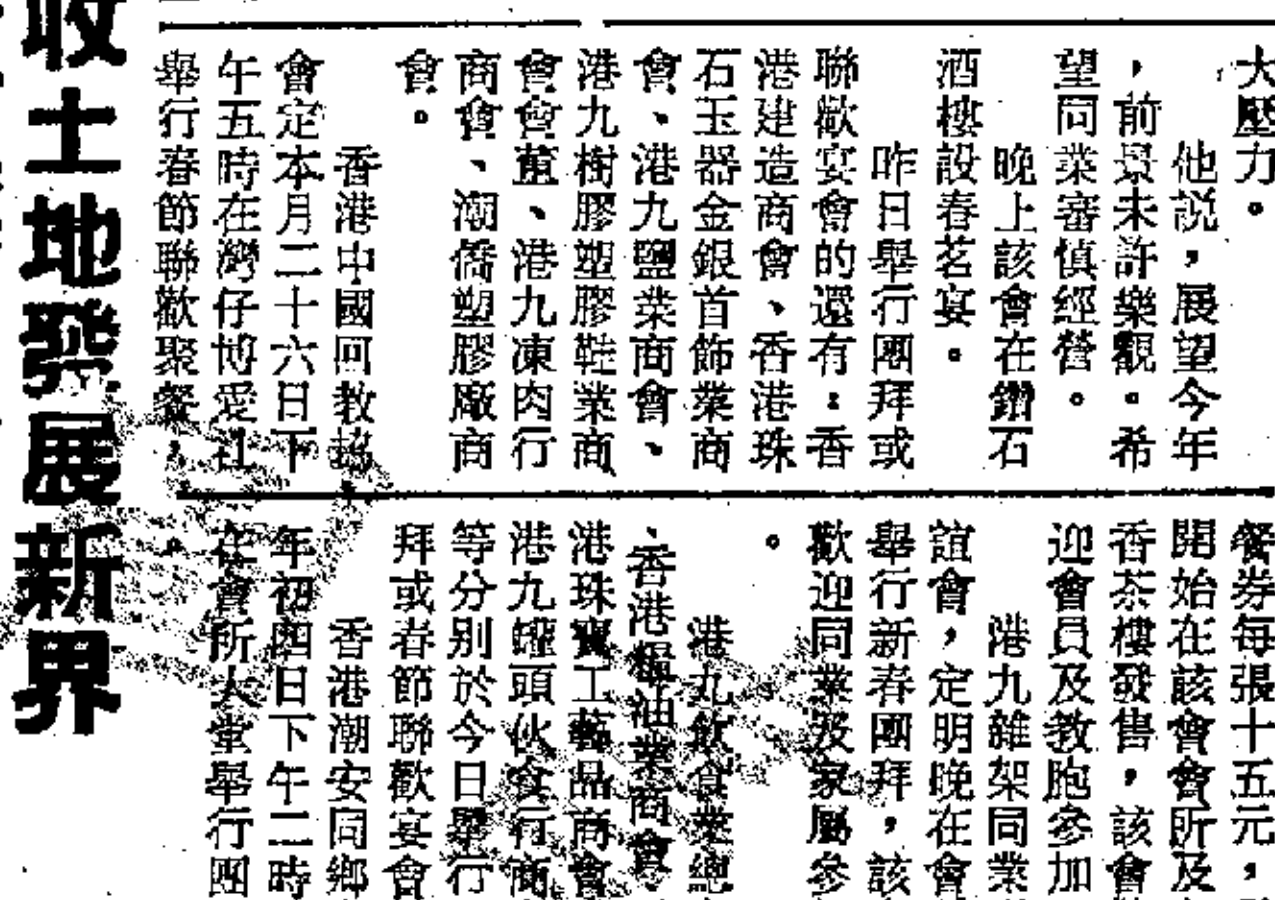 大壓力。
他説，展望今年
，前景未許樂觀。希
望同業審慎經營。
晚上該會在鑽石
酒樓設春茗宴。
昨日舉行團拜或
聯歡宴會的還有：香
港建造商會、香港珠
石玉器金銀首飾業商
會、港九鹽業商會、
港九樹膠塑膠鞋業商
會會董、港九凍肉行
商會、潮僑塑膠廠商
會。
香港中國回教協
會定本月二十六日下
午五時在灣仔博愛社
舉行春節聯歡聚餐，
餐券每張十五元，
開始在該會會所及
香茶樓發售，該會
迎會員及教胞參加
港九雜架同業
誼會，定明晚在會
舉行新春團拜，該
歡迎同業及家屬參
。
港九飲食業總
、香港糧油業商會、
港珠寶工藝品商會
港九罐頭伙食行商
等分别於今日舉行
拜或春節聯歡宴會
香港潮安同鄉
年初四日下午二時
在會所大堂舉行團
。
收土地發展新界